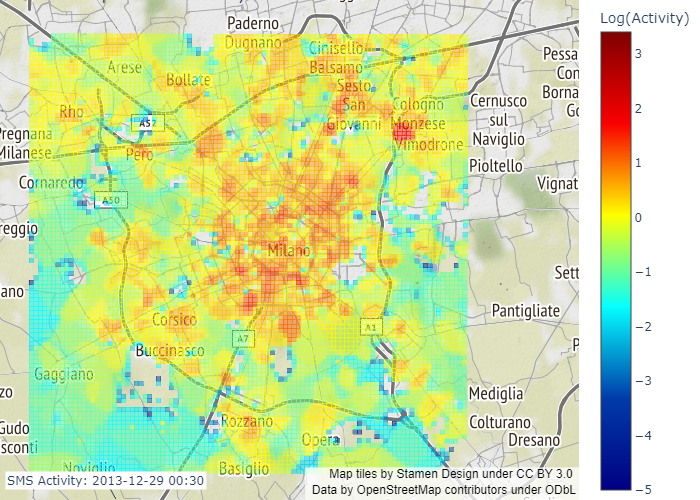 Log(Activity)
3
2
1
0
−1
−2
−3
−4
−5
Paderno
Dugnano
Cinisello
Balsamo
Arese
Bollate
Sesto
San
Giovanni
Cologno
Monzese
Vimodrone
Cernusco
sul
Naviglio
Pessa
Con
Borna
Go
Rho
A52
Pregnana
Milanese
Pero
Pioltello
Cornaredo
A50
Vignat
reggio
Milano
Sett
ano
Pantigliate
Corsico
A7
A1
Buccinasco
P
Gaggiano
Mediglia
zo
Rozzano
Colturano
Gudo
Opera
Dresano
sconti
Noviglio
Basiglio
SMS Activity: 2013-12-29 00:30
Map tiles by Stamen Design under CC BY 3.0
Data by OpenStreetMap contributors under ODbL